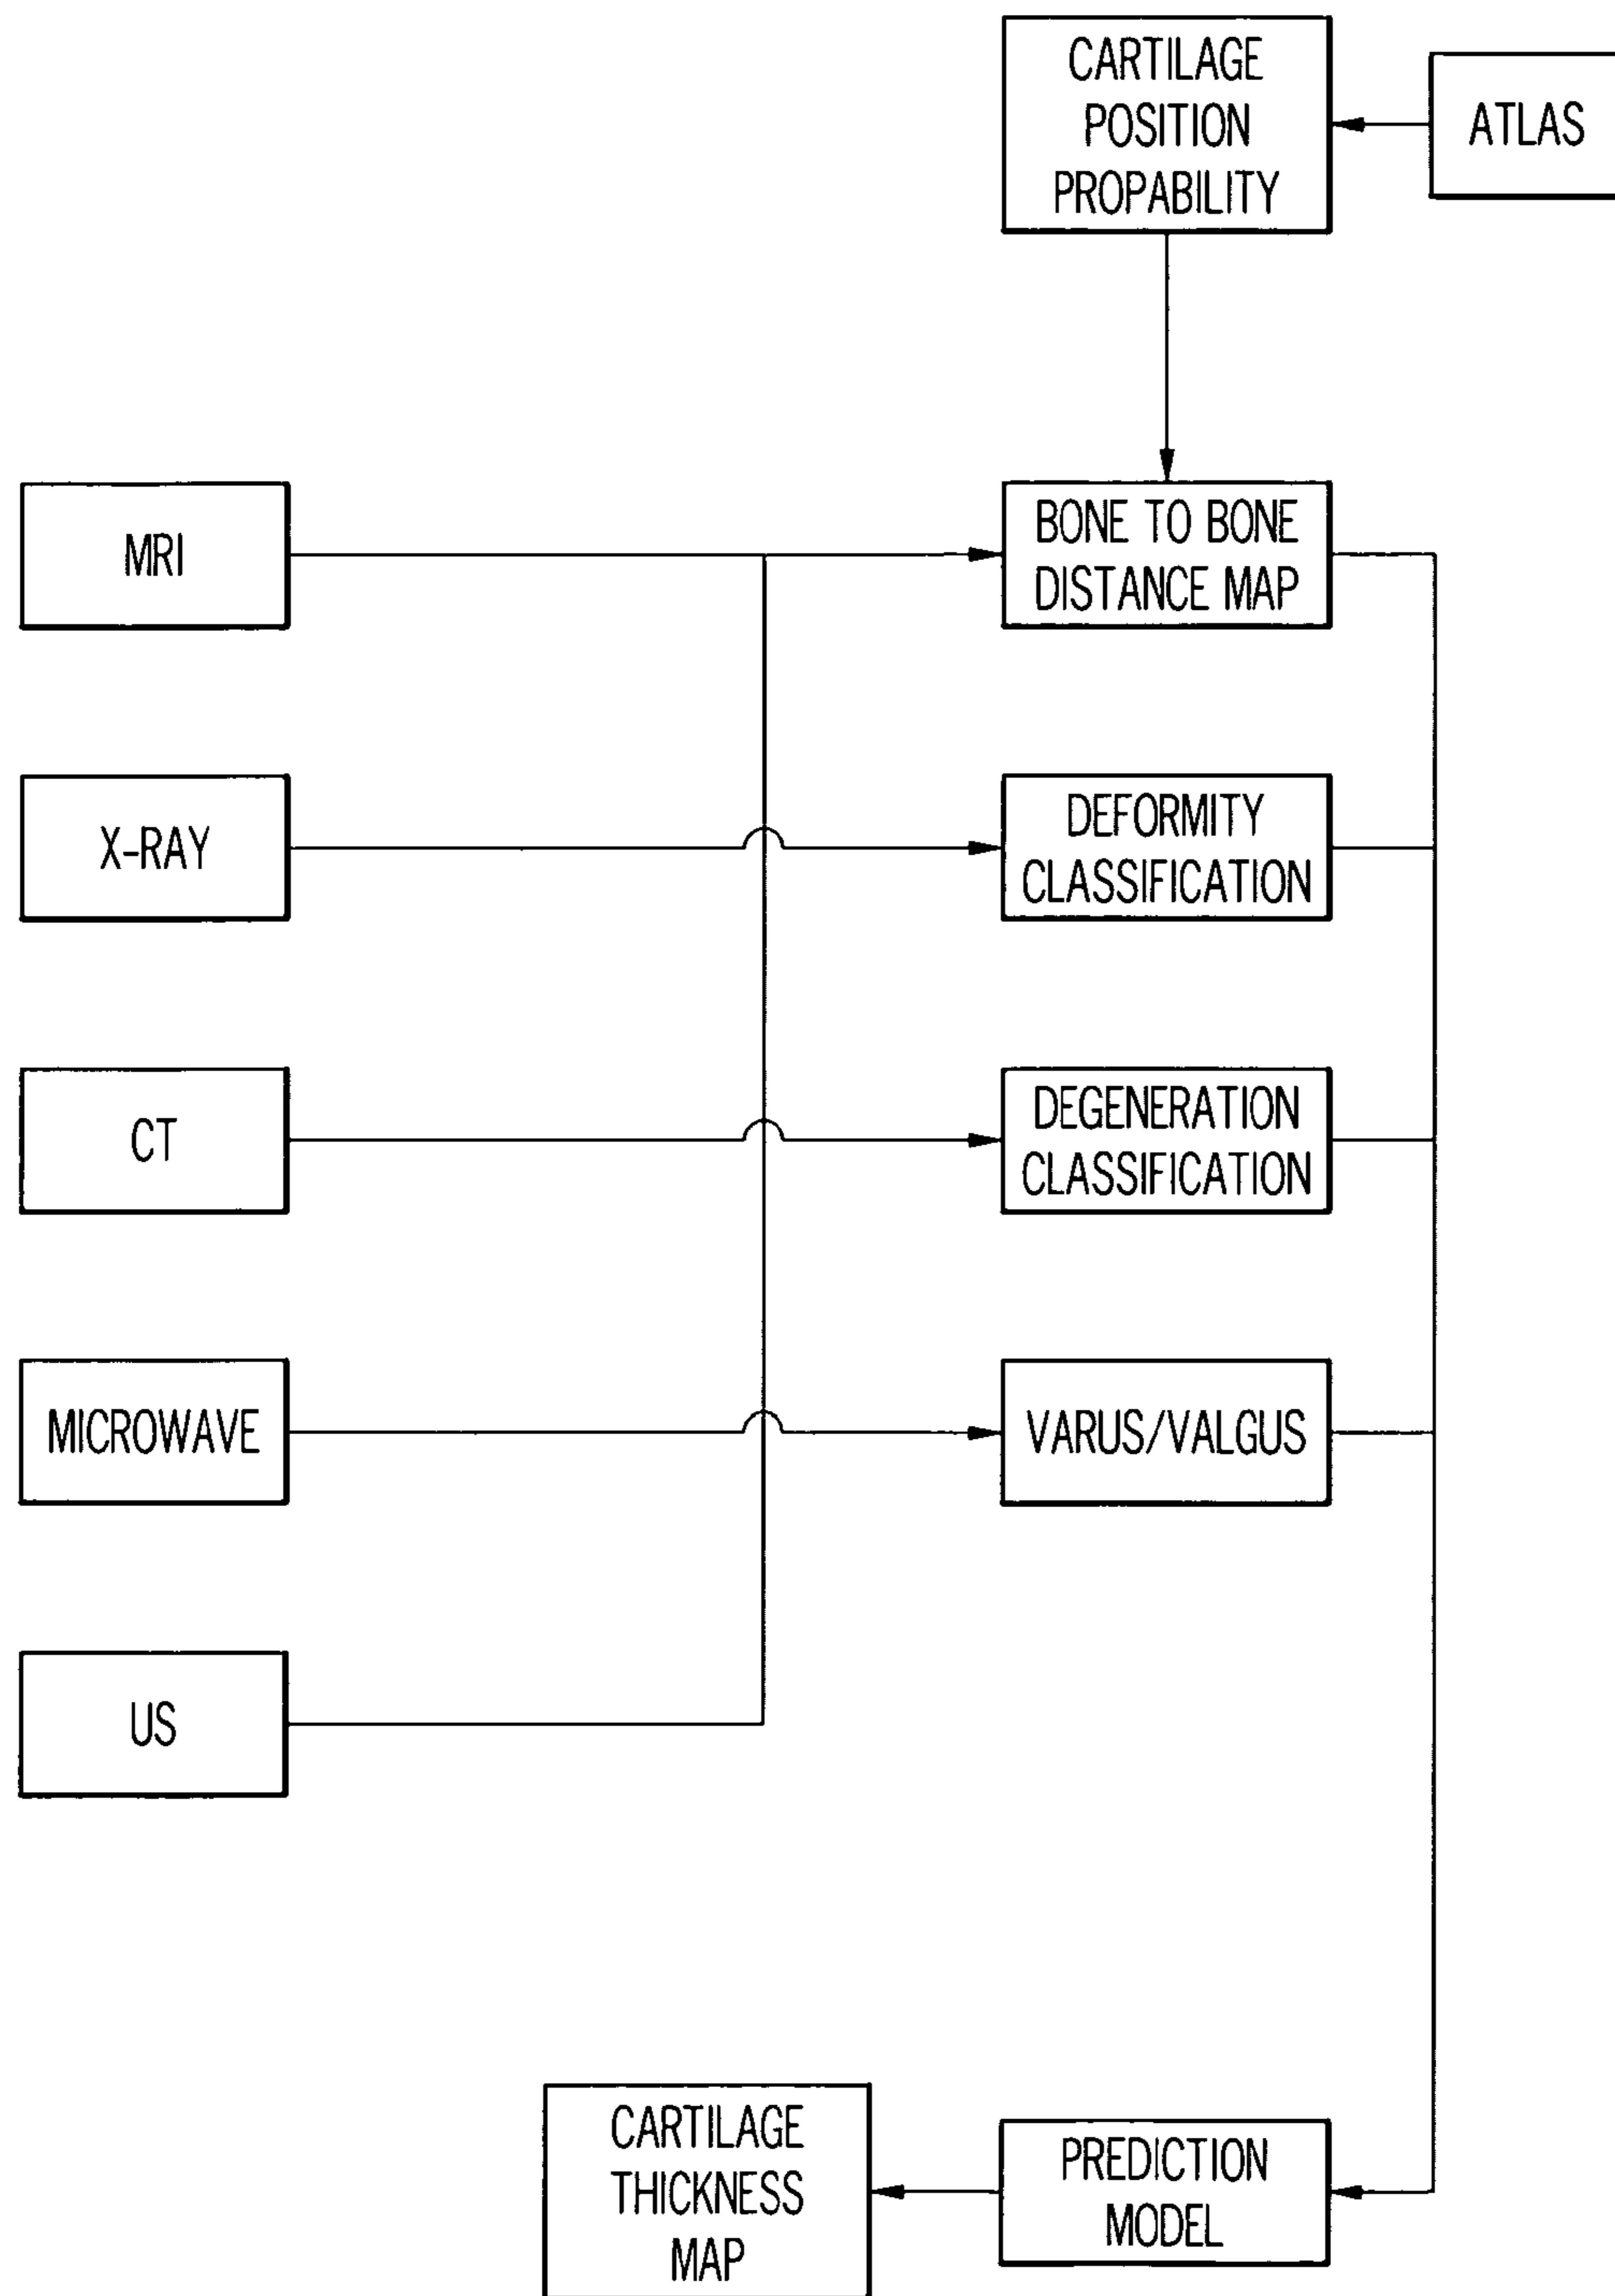 CARTILAGE
POSITION
PROPABILITY
ATLAS
MRI
BONE TO BONE
DISTANCE MAP
X-RAY
DEFORMITY
CLASSIFICATION
CT
DEGENERATION
CLASSIFICATION
MICROWAVE
VARUS/VALGUS
US
CARTILAGE
THICKNESS
MAP
PREDICTION
MODEL